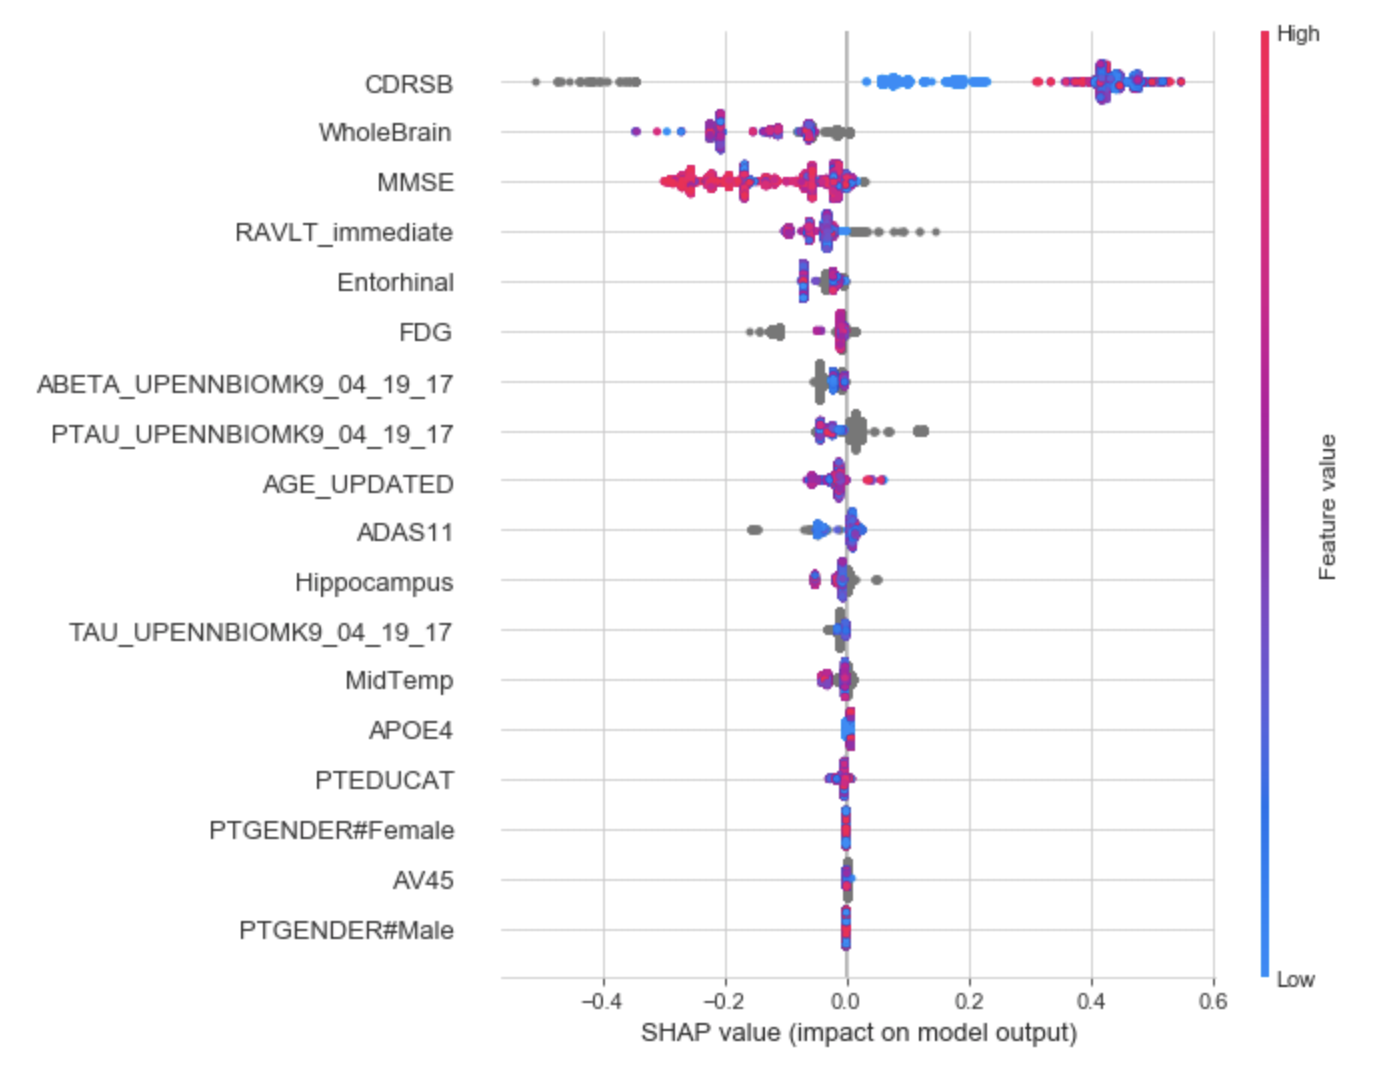 High
CDRSB
WholeBrain
MMSE
RAVLT_immediate
Entorhinal
FDG
ABETA_UPENNBIOMK9_04_19_17
PTAU_UPENNBIOMK9_04_19_17
AGE_UPDATED
ADAS11
Hippocampus
TAU_UPENNBIOMK9_04_19_17
MidTemp
APOE4
PTEDUCAT
PTGENDER#Female
AV45
PTGENDER#Male
Feature value
Low
−0.4 −0.2 0.0 0.2 0.4 0.6
SHAP value (impact on model output)